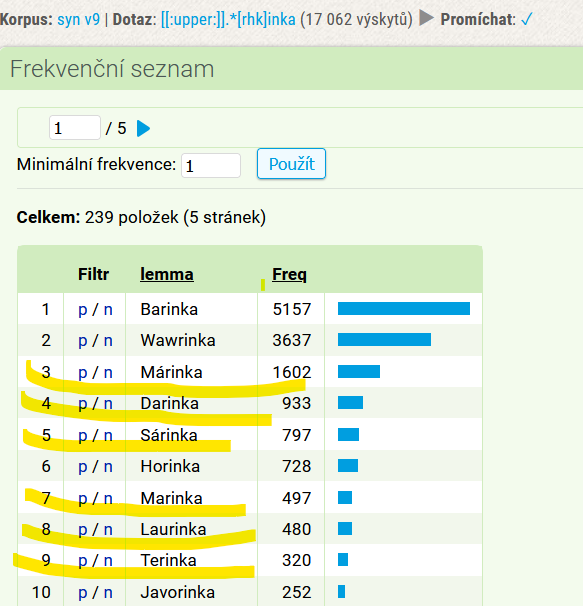 Korpus: syn v9 | Dotaz: [[:upper:]].*[rhk]inka (17 062 výskytů) ▶ Promíchat: ✓
Frekvenční seznam
1 / 5
Minimální frekvence: 1 Použít
Celkem: 239 položek (5 stránek)
Filtr lemma Freq
1 p / n Barinka 5157
2 p / n Wawrinka 3637
3 p / n Márinka 1602
4 p / n Darinka 933
5 p / n Sárinka 797
6 p / n Horinka 728
7 p / n Marinka 497
8 p / n Laurinka 480
9 p / n Terinka 320
10 p / n Javorinka 252